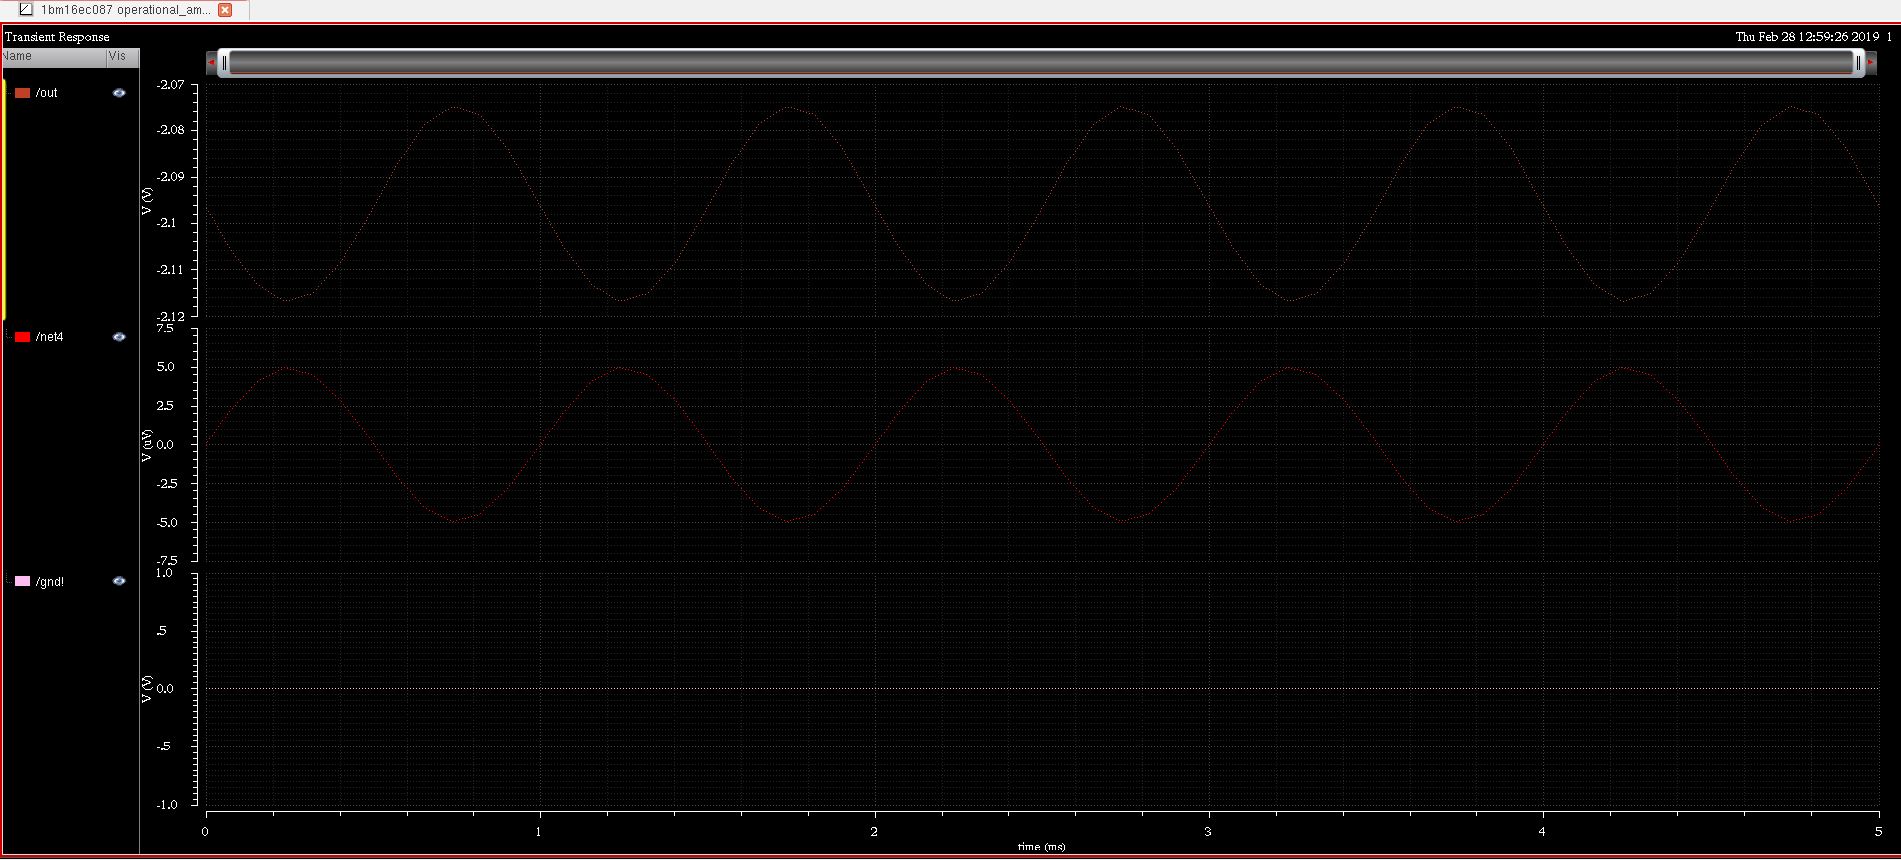 1bm16ec087 operational_am...
Transient Response
Thu Feb 28 12:59:26 2019 1
Name Vis
/out
-2.07
-2.08
-2.09
-2.1
-2.11
-2.12
V (V)
/net4
7.5
5.0
2.5
0.0
-2.5
-5.0
-7.5
V (uV)
/gnd!
1.0
.5
0.0
-.5
-1.0
V (V)
0 1 2 3 4 5
time (ms)